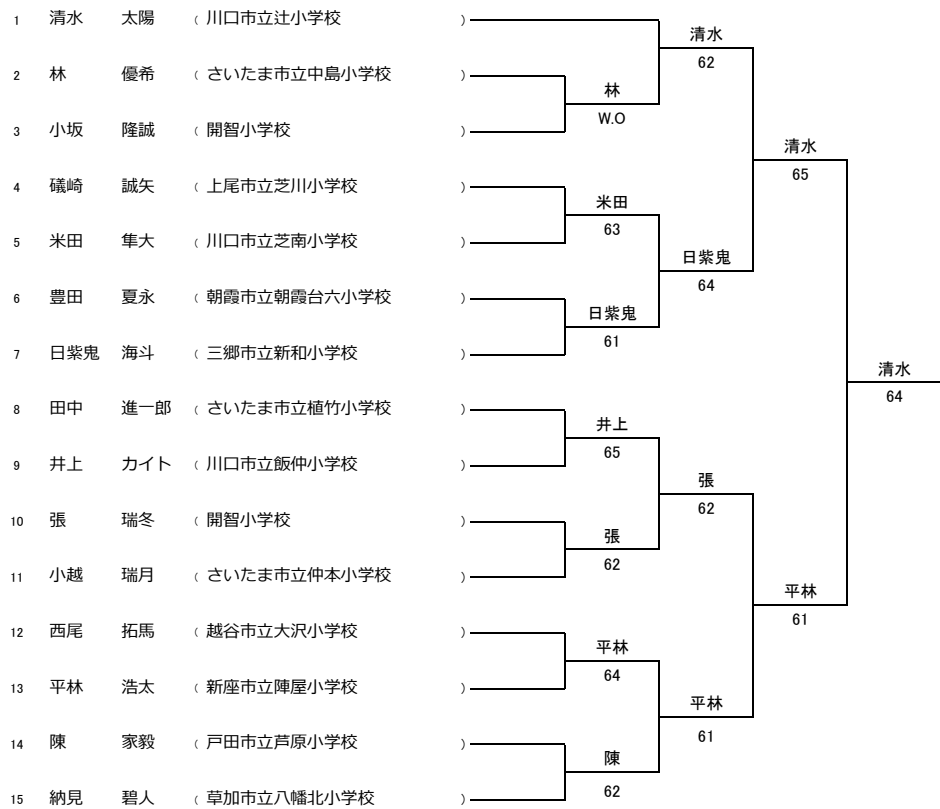 1 清水 太陽 ( 川口市立辻小学校 )
清水
62
2 林 優希 ( さいたま市立中島小学校 )
林
W.O
3 小坂 隆誠 ( 開智小学校 )
清水
65
4 礒崎 誠矢 ( 上尾市立芝川小学校 )
米田
63
5 米田 隼大 ( 川口市立芝南小学校 )
日紫鬼
64
6 豊田 夏永 ( 朝霞市立朝霞台六小学校 )
日紫鬼
61
7 日紫鬼 海斗 ( 三郷市立新和小学校 )
清水
64
8 田中 進一郎 ( さいたま市立植竹小学校 )
井上
65
9 井上 カイト ( 川口市立飯仲小学校 )
張
62
10 張 瑞冬 ( 開智小学校 )
張
62
11 小越 瑞月 ( さいたま市立仲本小学校 )
平林
61
12 西尾 拓馬 ( 越谷市立大沢小学校 )
平林
64
13 平林 浩太 ( 新座市立陣屋小学校 )
平林
61
14 陳 家毅 ( 戸田市立芦原小学校 )
陳
62
15 納見 碧人 ( 草加市立八幡北小学校 )